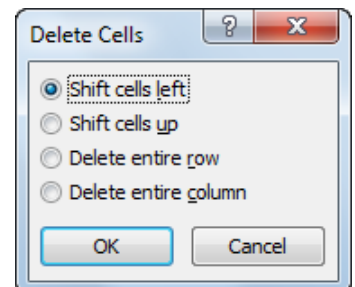 Delete Cells
Shift cells left
Shift cells up
Delete entire row
Delete entire column
OK Cancel